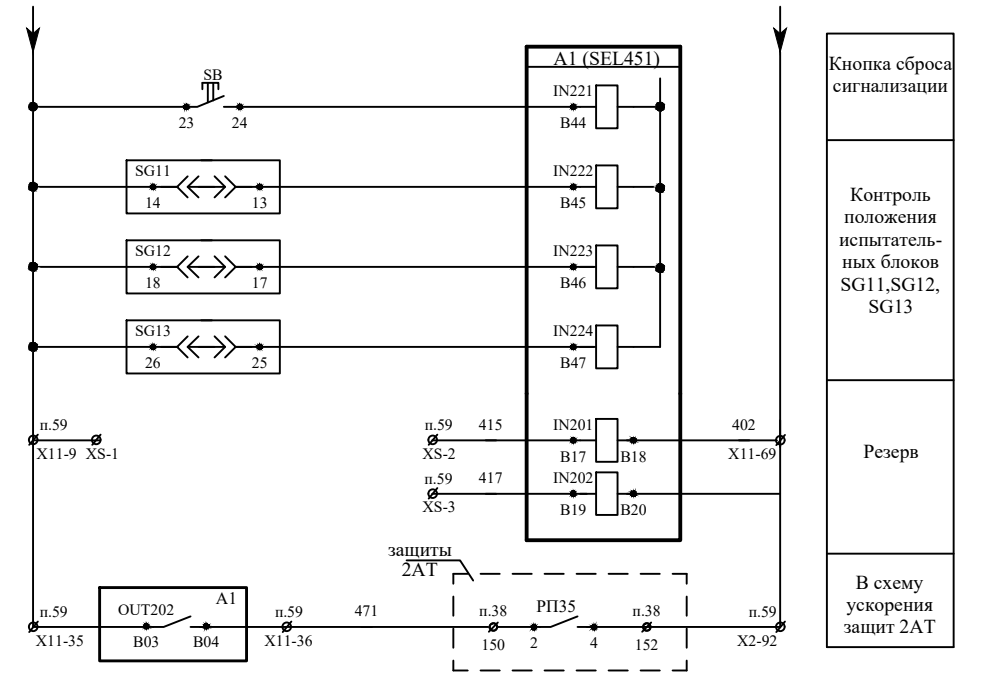 A1 (SEL451)
SB
23
24
IN221
B44
SG11
14
13
IN222
B45
SG12
18
17
IN223
B46
SG13
26
25
IN224
B47
п.59
X11-9
XS-1
п.59
415
XS-2
IN201
B17
B18
402
X11-69
п.59
417
XS-3
IN202
B19
B20
защиты
2АТ
п.59
X11-35
A1
OUT202
B03
B04
п.59
X11-36
471
п.38
150
РП35
2
4
п.38
152
п.59
X2-92
Кнопка сброса
сигнализации
Контроль
положения
испытатель-
ных блоков
SG11,SG12,
SG13
Резерв
В схему
ускорения
защит 2АТ